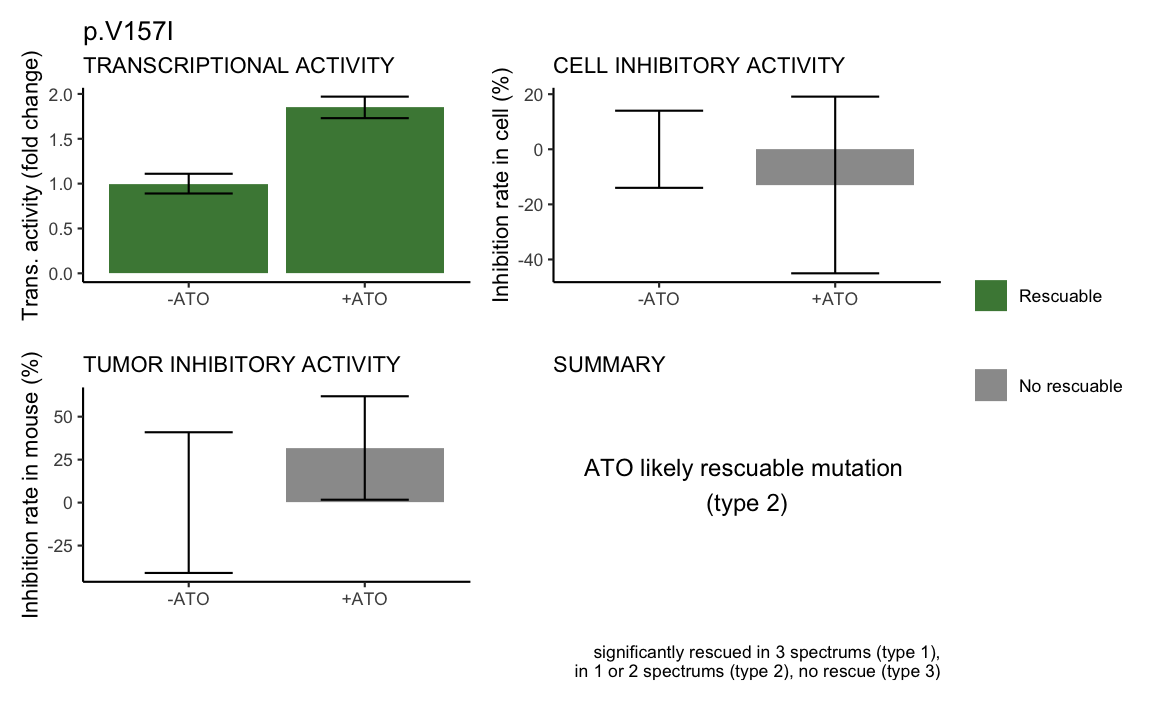 p.V157I
TRANSCRIPTIONAL ACTIVITY
Trans. activity (fold change)
2.0
1.5
1.0
0.5
0.0
-ATO
+ATO
CELL INHIBITORY ACTIVITY
Inhibition rate in cell (%)
20
0
-20
-40
-ATO
+ATO
Rescuable
No rescuable
TUMOR INHIBITORY ACTIVITY
Inhibition rate in mouse (%)
50
25
0
-25
-ATO
+ATO
SUMMARY
ATO likely rescuable mutation
(type 2)
significantly rescued in 3 spectrums (type 1),
in 1 or 2 spectrums (type 2), no rescue (type 3)